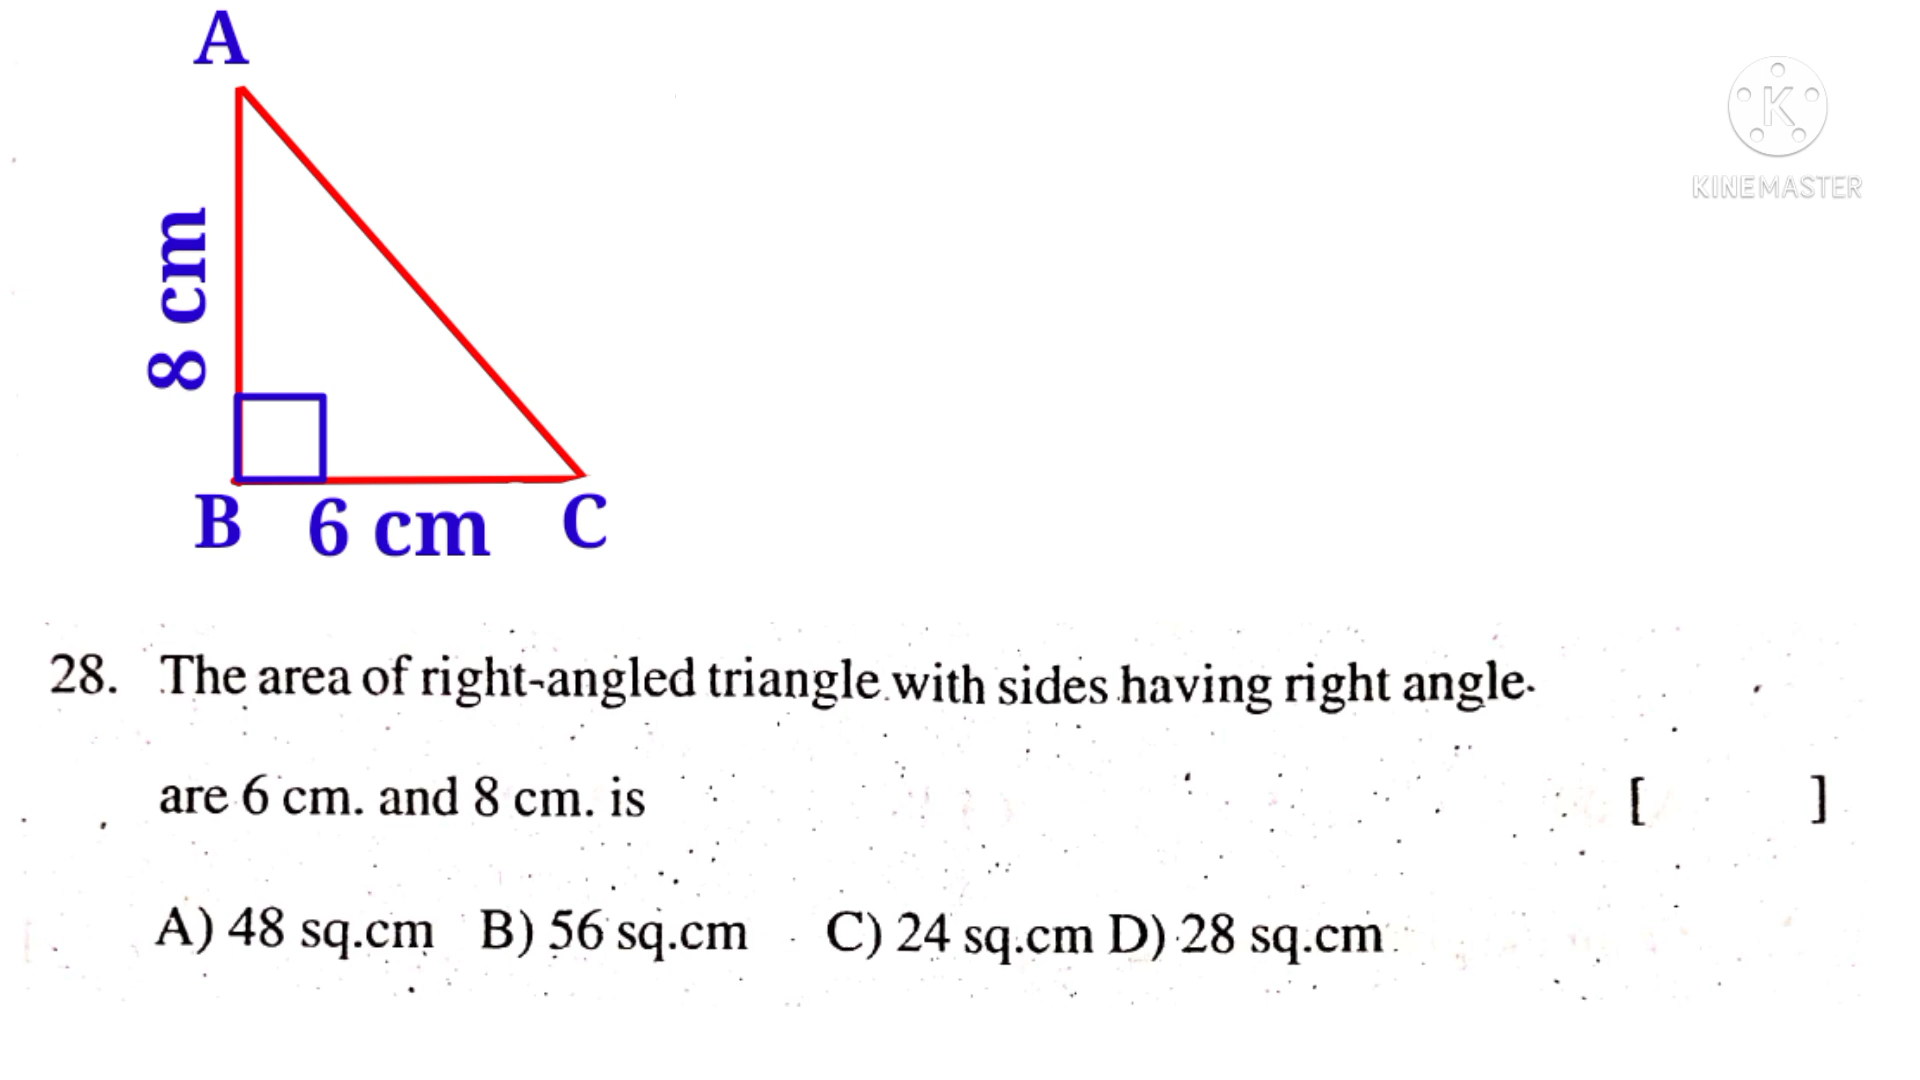 A
8 cm
B 6 cm C
K
KINEMASTER
28. The area of right-angled triangle with sides having right angle
are 6 cm. and 8 cm. is [ ]
A) 48 sq.cm B) 56 sq.cm C) 24 sq.cm D) 28 sq.cm